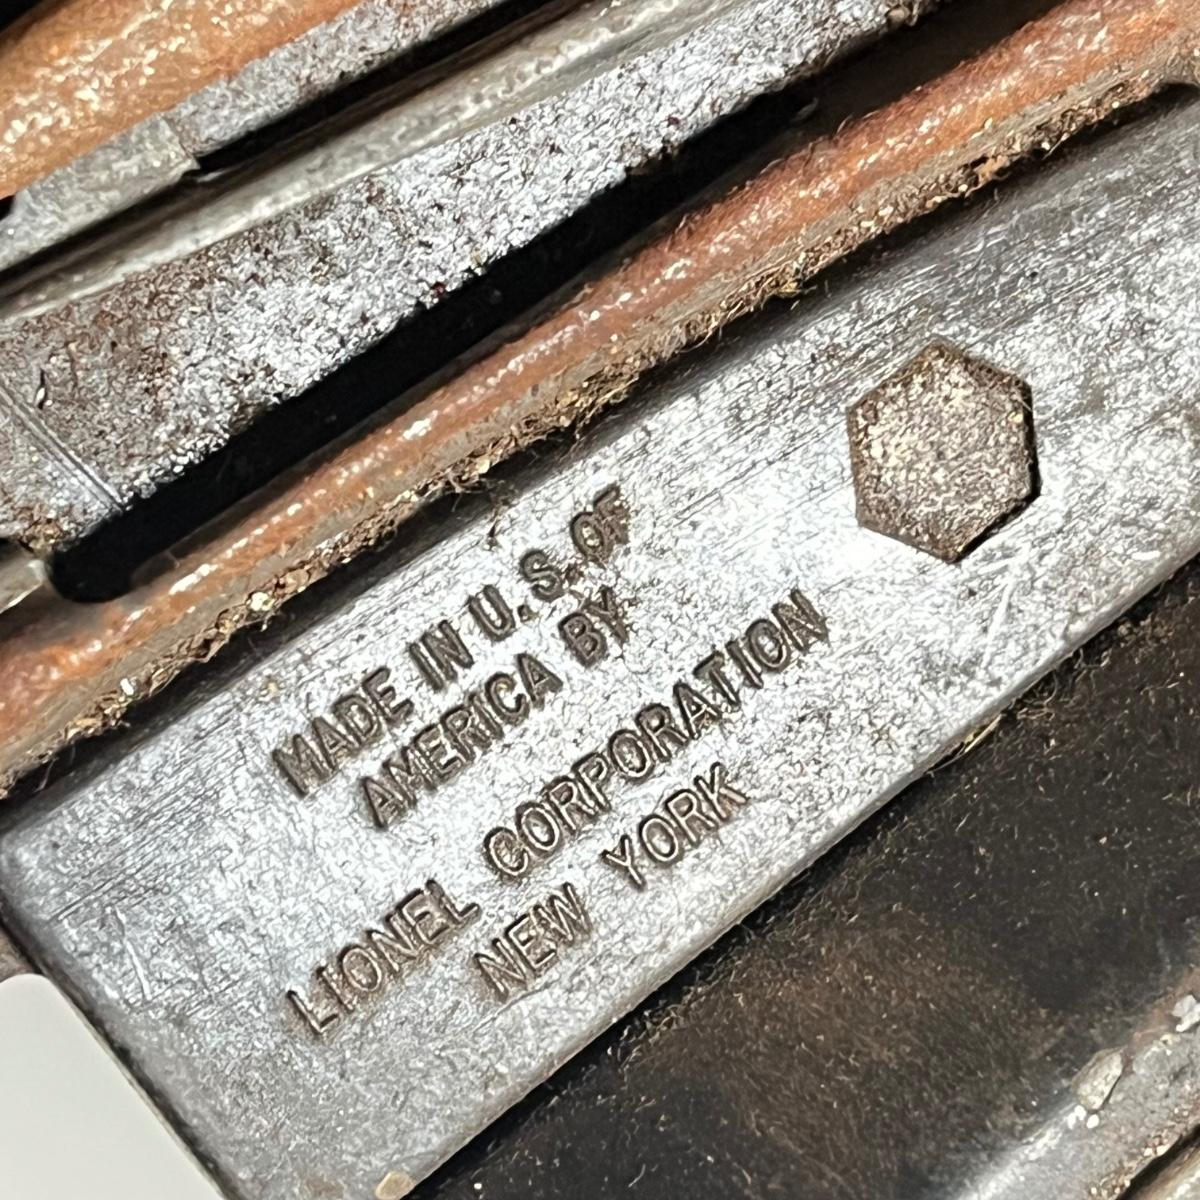 MADE IN U.S. OF
AMERICA BY
LIONEL CORPORATION
NEW YORK